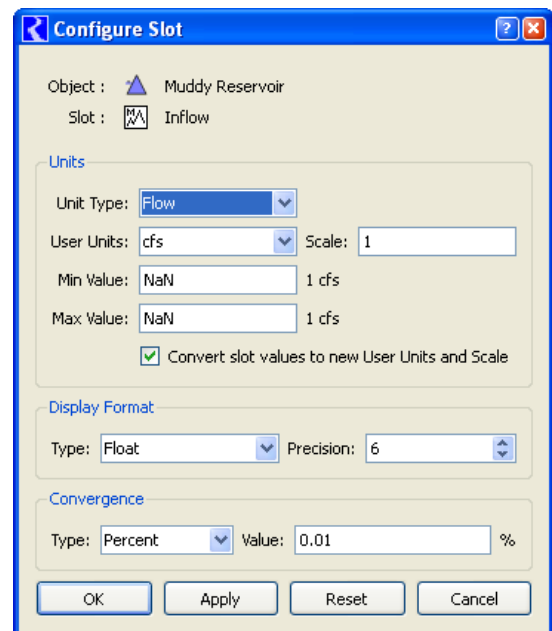 Configure Slot
Object : Muddy Reservoir
Slot : Inflow
Units
Unit Type: Flow
User Units: cfs Scale: 1
Min Value: NaN 1 cfs
Max Value: NaN 1 cfs
Convert slot values to new User Units and Scale
Display Format
Type: Float Precision: 6
Convergence
Type: Percent Value: 0.01 %
OK Apply Reset Cancel